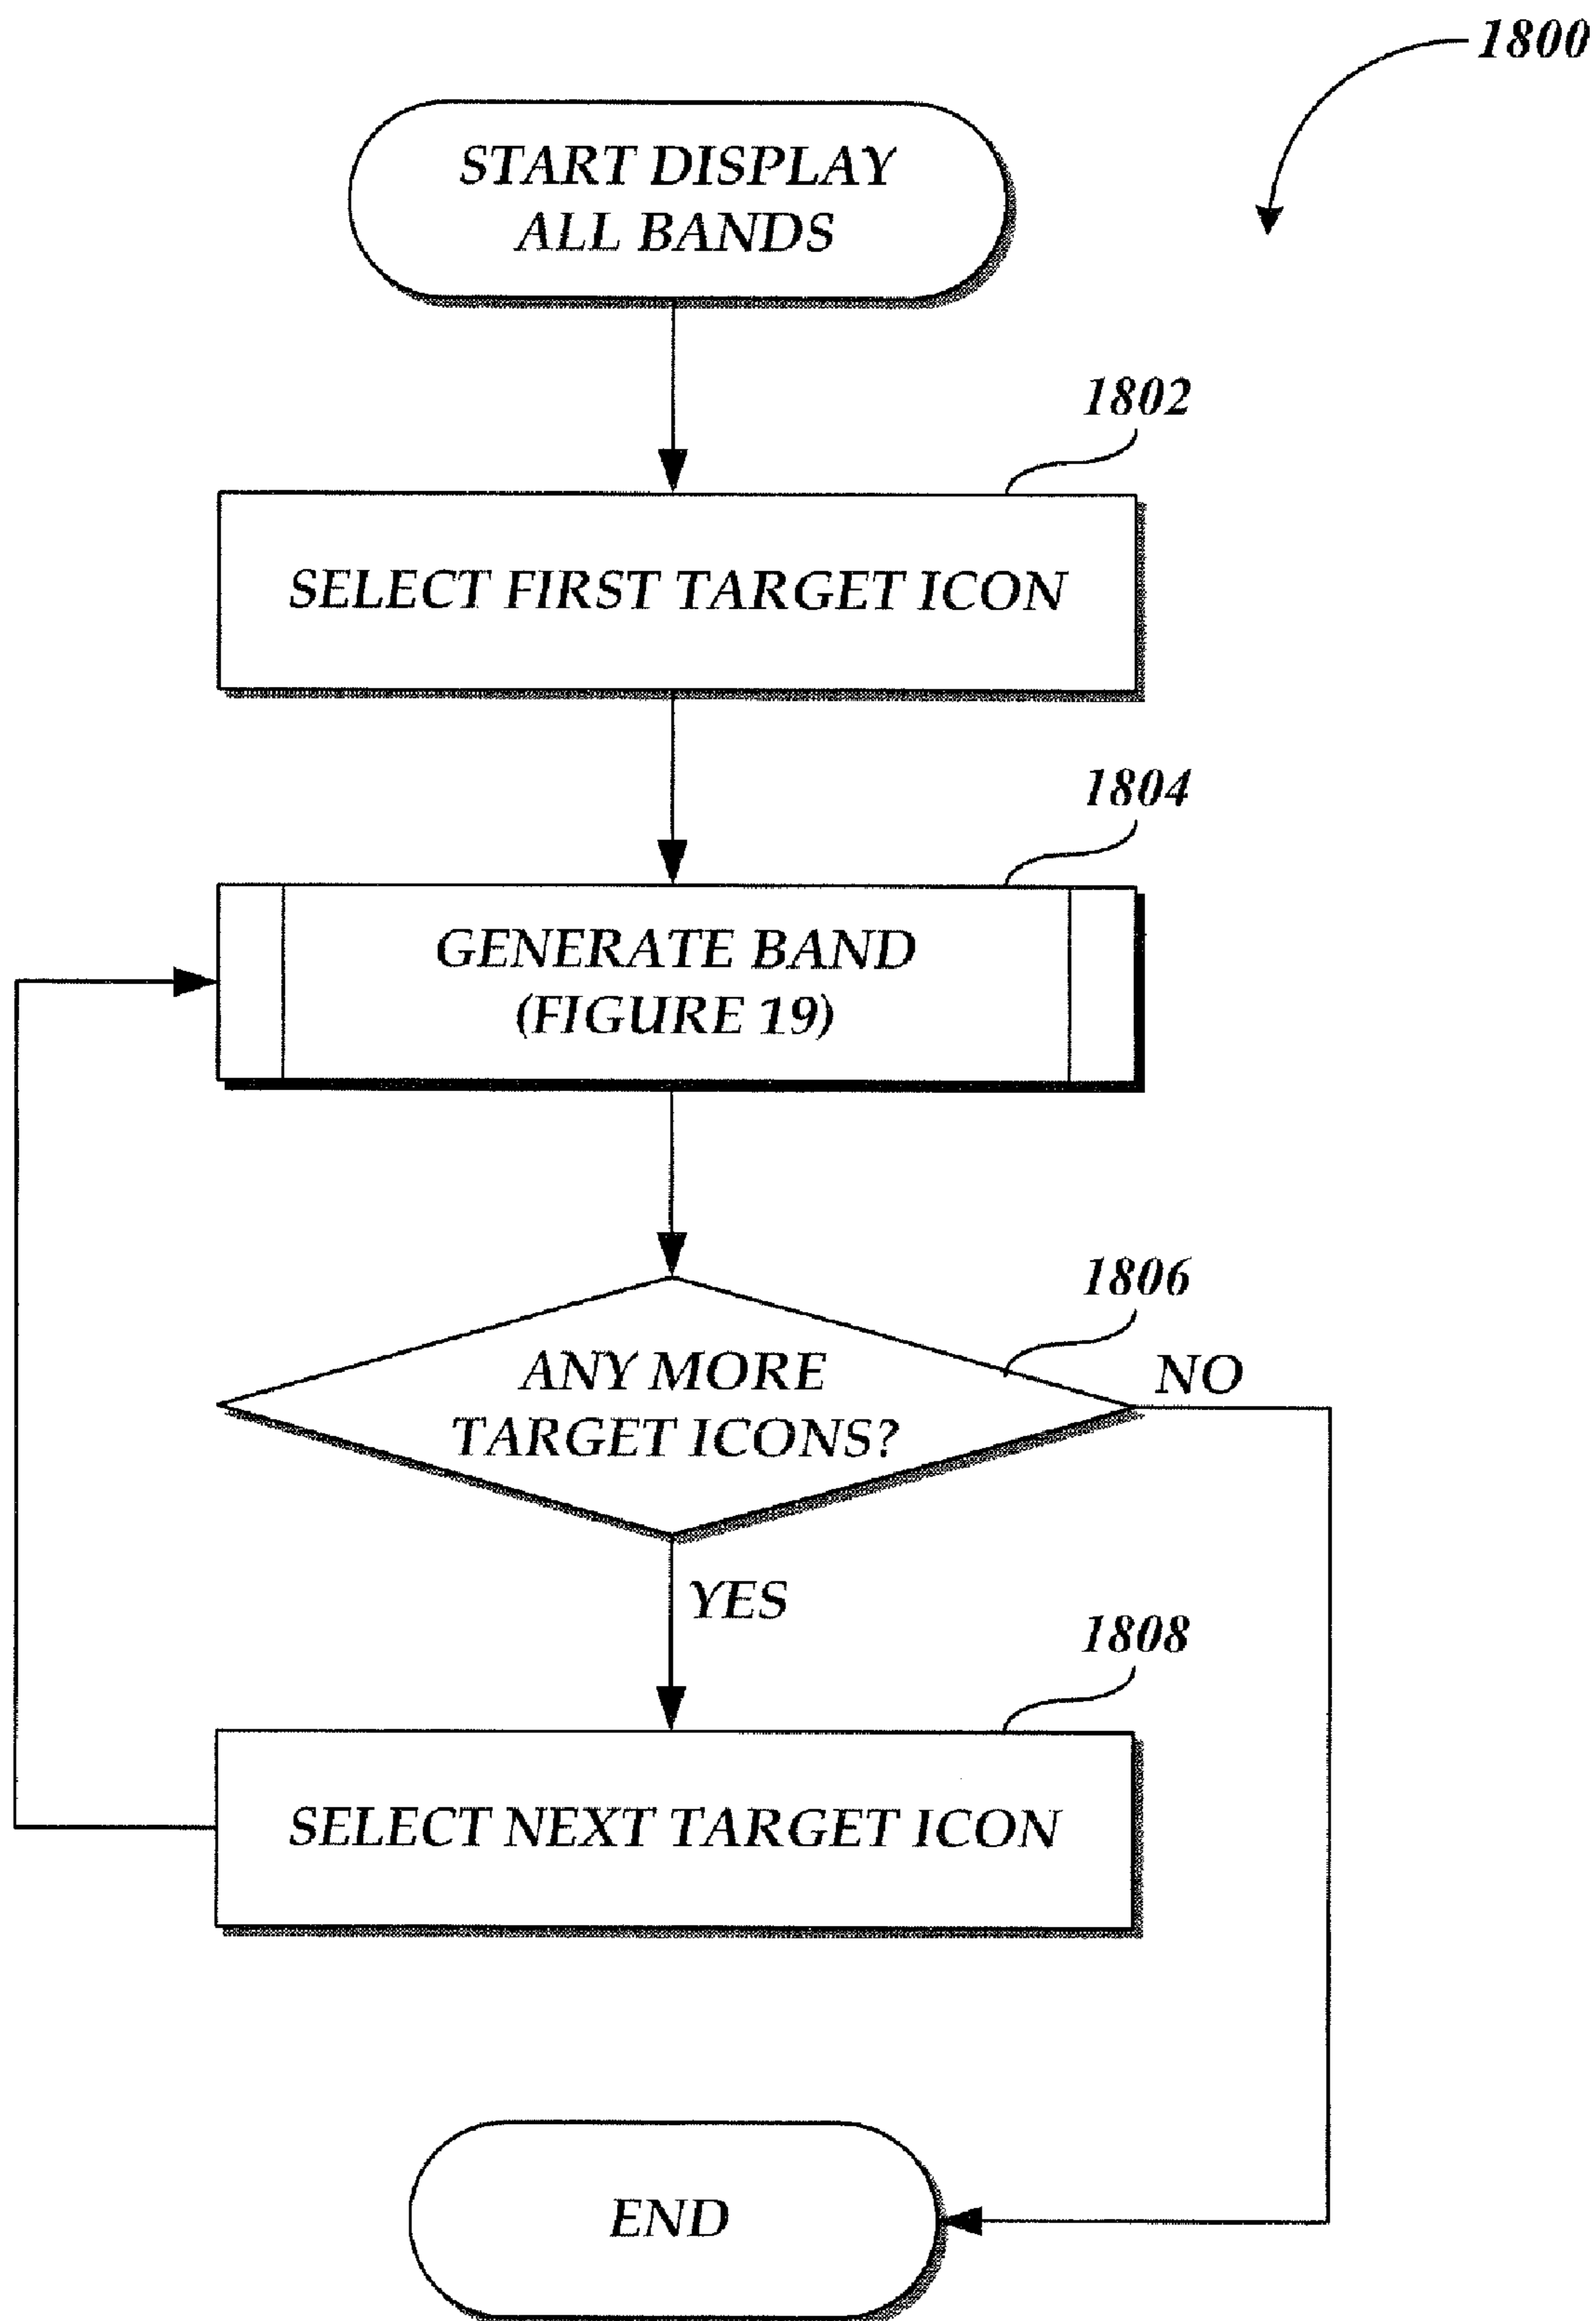 1800
START DISPLAY
ALL BANDS
1802
SELECT FIRST TARGET ICON
1804
GENERATE BAND
(FIGURE 19)
1806
ANY MORE
TARGET ICONS?
NO
YES
1808
SELECT NEXT TARGET ICON
END